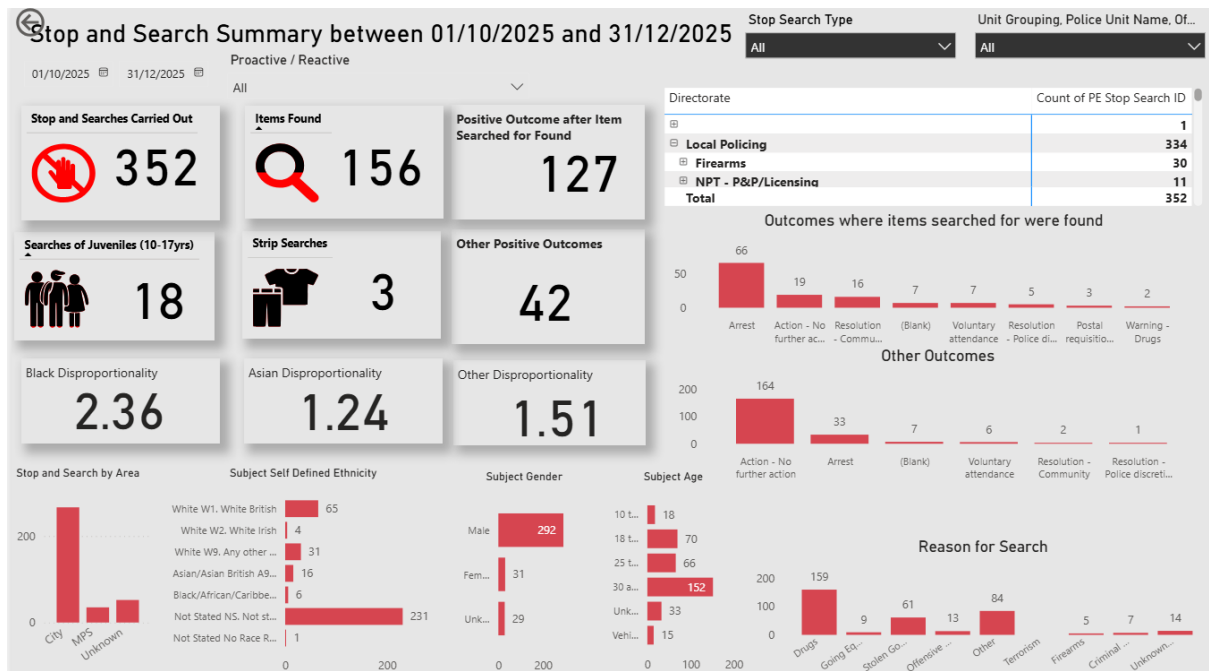 Stop and Search Summary between 01/10/2025 and 31/12/2025
Stop Search Type
All
Unit Grouping, Police Unit Name, Of...
All
01/10/2025
31/12/2025
Proactive / Reactive
All
Stop and Searches Carried Out
352
Items Found
156
Positive Outcome after Item
Searched for Found
127
Searches of Juveniles (10-17yrs)
18
Strip Searches
3
Other Positive Outcomes
42
Black Disproportionality
2.36
Asian Disproportionality
1.24
Other Disproportionality
1.51
Directorate Count of PE Stop Search ID
1
Local Policing 334
Firearms 30
NPT - P&P/Licensing 11
Total 352
Outcomes where items searched for were found
50
0
66
19
16
7
7
5
3
2
Arrest
Action - No
further ac...
Resolution
- Commu...
(Blank)
Voluntary
attendance
Resolution
- Police di...
Postal
requisitio...
Warning -
Drugs
Other Outcomes
200
100
0
164
33
7
6
2
1
Action - No
further action
Arrest
(Blank)
Voluntary
attendance
Resolution -
Community
Resolution -
Police discreti...
Stop and Search by Area
200
0
City
MPS
Unknown
Subject Self Defined Ethnicity
White W1. White British 65
White W2. White Irish 4
White W9. Any other ... 31
Asian/Asian British A9... 16
Black/African/Caribbe... 6
Not Stated NS. Not st... 231
Not Stated No Race R... 1
0 200
Subject Gender
Male 292
Fem... 31
Unk... 29
0 200
Subject Age
10 t... 18
18 t... 70
25 t... 66
30 a... 152
Unk... 33
Vehi... 15
0 100 200
Reason for Search
200
100
0
159
9
61
13
84
5
7
14
Drugs
Going Eq...
Stolen Go...
Offensive ...
Other
Terrorism
Firearms
Criminal ...
Unknown...